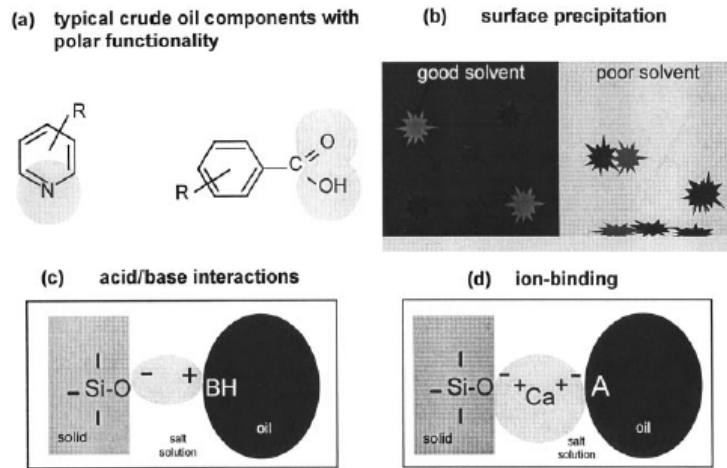 (a) typical crude oil components with
polar functionality
R
N
R
C
O
OH
(b) surface precipitation
good solvent
poor solvent
(c) acid/base interactions
Si-O
- +
BH
solid
salt
solution
oil
(d) ion-binding
Si-O
- +Ca+ -
A
solid
salt
solution
oil